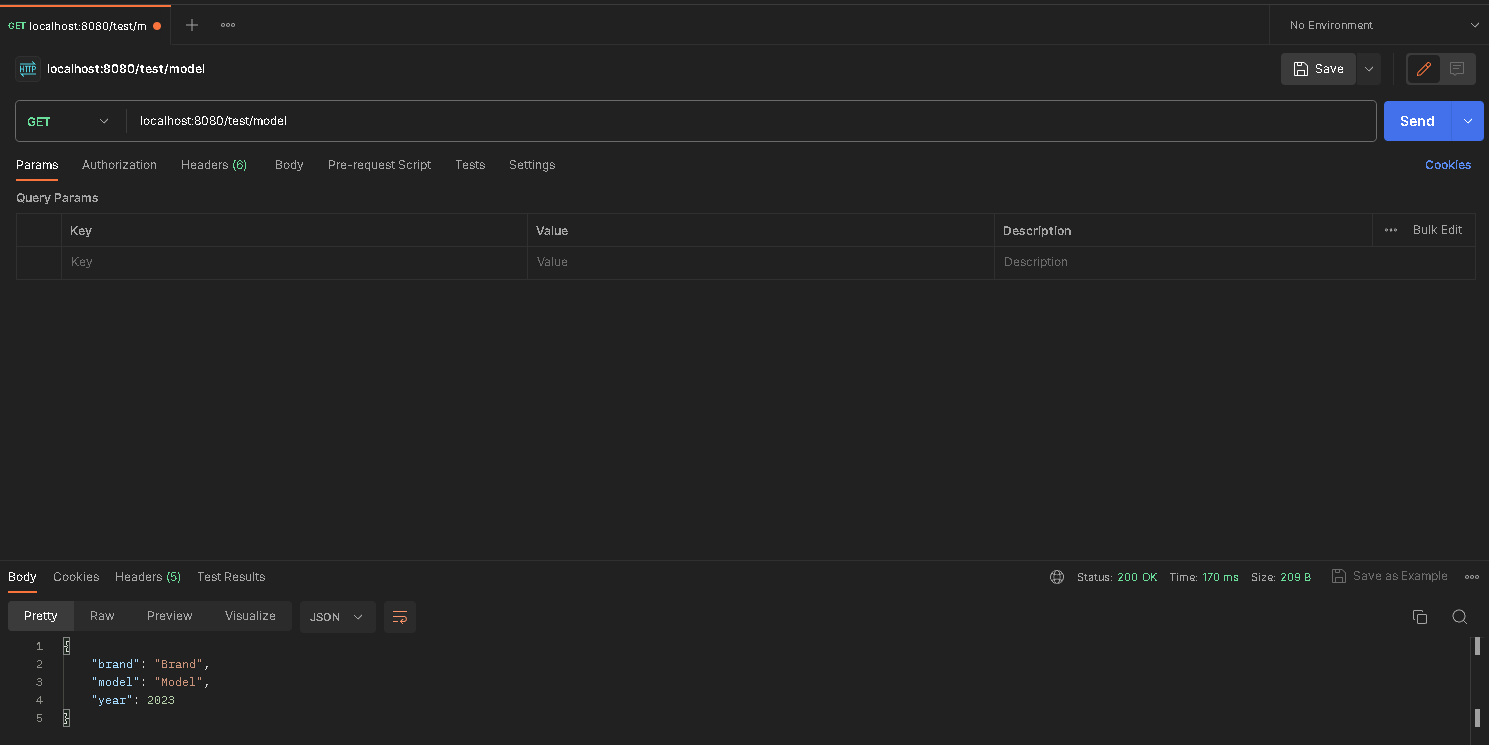 GET localhost:8080/test/m
No Environment
HTTP localhost:8080/test/model
Save
GET localhost:8080/test/model
Send
Params Authorization Headers (6) Body Pre-request Script Tests Settings Cookies
Query Params
Key Value Description Bulk Edit
Key Value Description
Body Cookies Headers (5) Test Results Status: 200 OK Time: 170 ms Size: 209 B Save as Example
Pretty Raw Preview Visualize JSON
1 {
2 "brand": "Brand",
3 "model": "Model",
4 "year": 2023
5 }